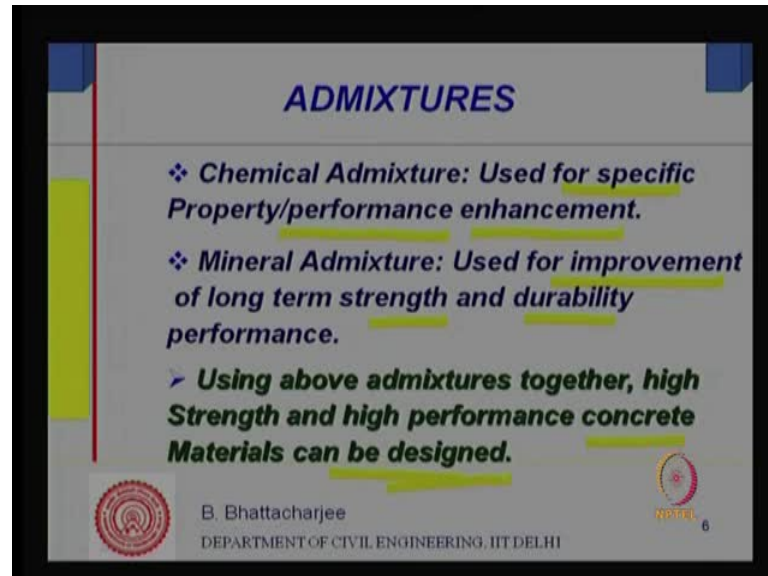 ADMIXTURES
❖ Chemical Admixture: Used for specific
Property/performance enhancement.
❖ Mineral Admixture: Used for improvement
of long term strength and durability
performance.
➢ Using above admixtures together, high
Strength and high performance concrete
Materials can be designed.
B. Bhattacharjee
DEPARTMENT OF CIVIL ENGINEERING, IIT DELHI
NPTEL
6